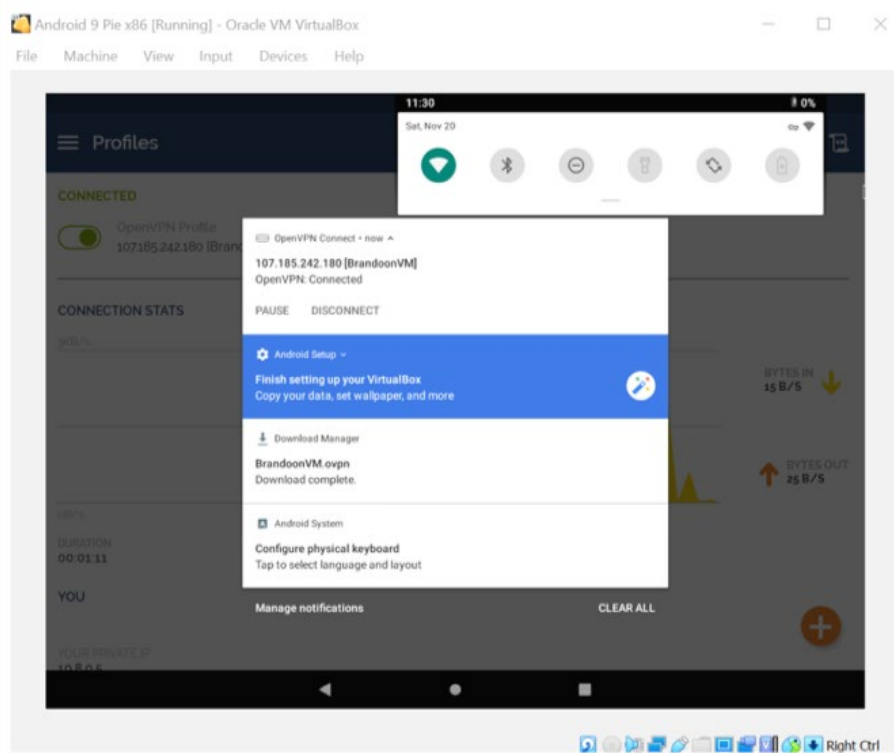 Android 9 Pie x86 [Running] - Oracle VM VirtualBox
File Machine View Input Devices Help
11:30 0%
Sat, Nov 20
Profiles
CONNECTED
OpenVPN Profile
107.185.242.180 [Brand
OpenVPN Connect • now
107.185.242.180 [BrandoonVM]
OpenVPN: Connected
PAUSE DISCONNECT
CONNECTION STATS
Android Setup
Finish setting up your VirtualBox
Copy your data, set wallpaper, and more
BYTES IN
15 B/S
Download Manager
BrandoonVM.ovpn
Download complete.
BYTES OUT
25 B/S
Android System
Configure physical keyboard
Tap to select language and layout
DURATION
00:01:11
YOU
Manage notifications CLEAR ALL
YOUR PRIVATE IP
10.8.0.5
Right Ctrl